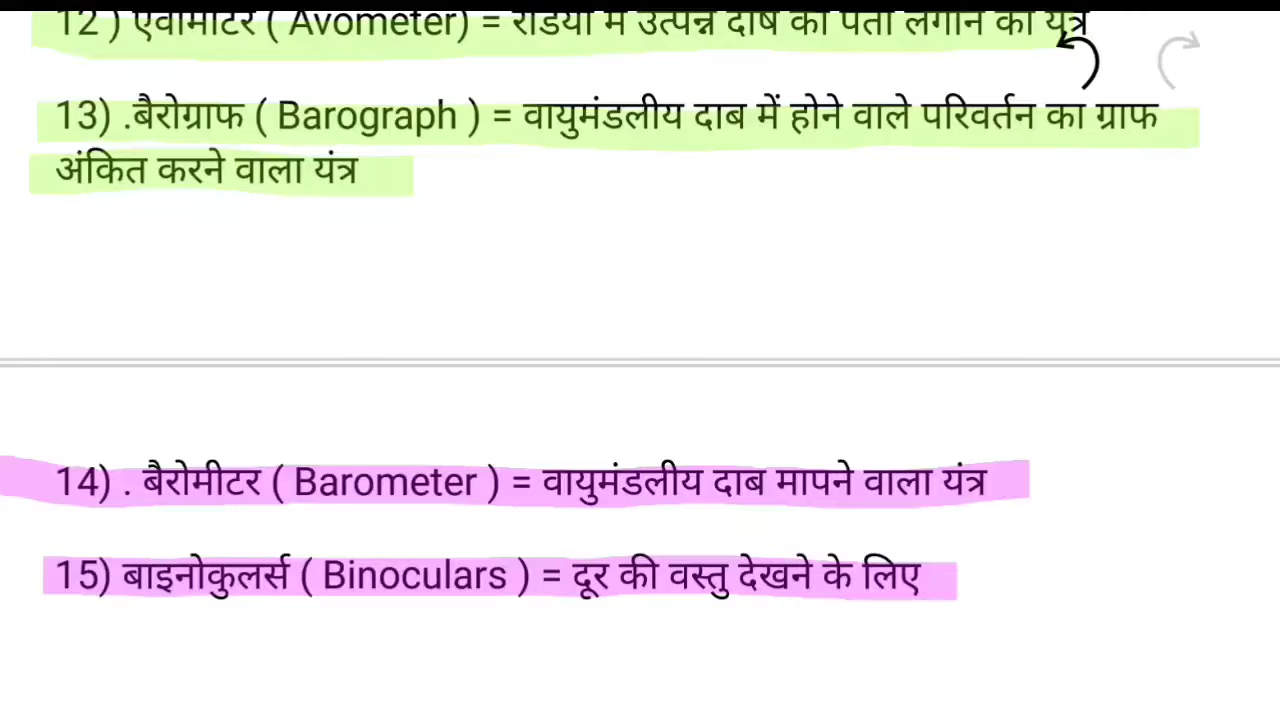 12 ) एवोमीटर ( Avometer) = रेडियो में उत्पन्न दोष का पता लगाने का यंत्र
13) .बैरोग्राफ ( Barograph ) = वायुमंडलीय दाब में होने वाले परिवर्तन का ग्राफ
अंकित करने वाला यंत्र
14) . बैरोमीटर ( Barometer ) = वायुमंडलीय दाब मापने वाला यंत्र
15) बाइनोकुलर्स ( Binoculars ) = दूर की वस्तु देखने के लिए